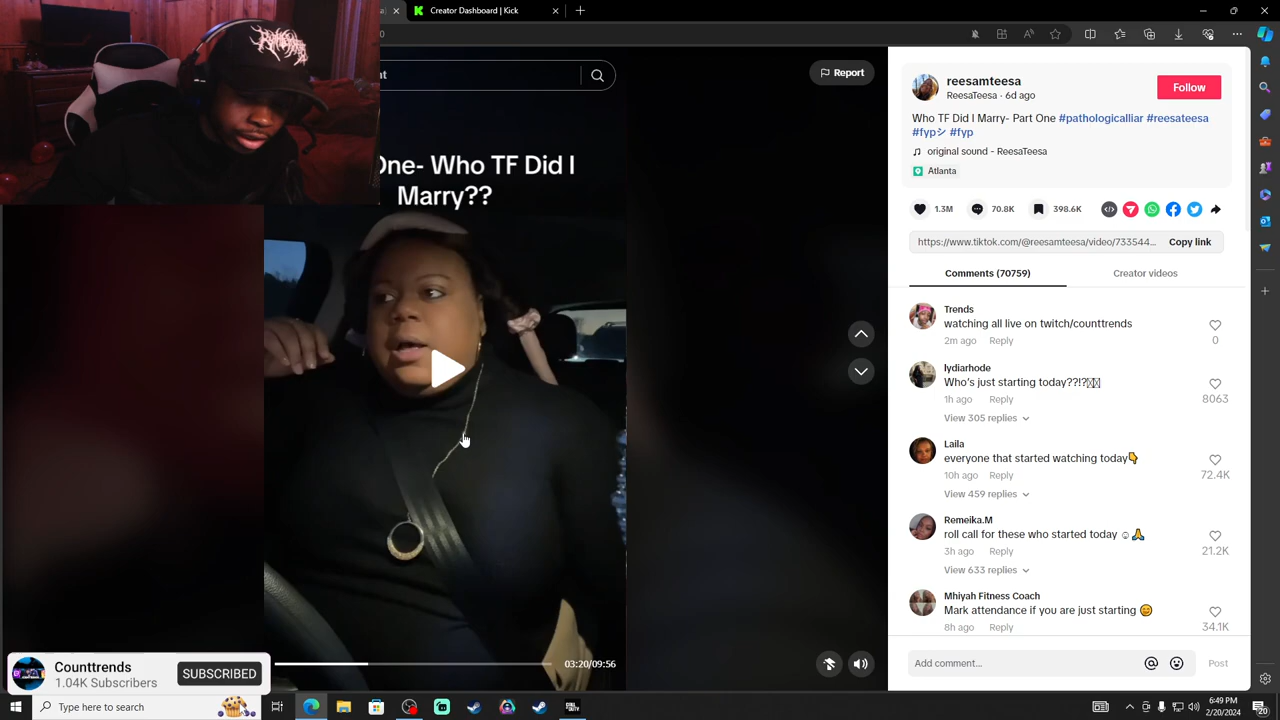 Creator Dashboard | Kick
nt
Report
One- Who TF Did I
Marry??
03:20/09:56
Counttrends
1.04K Subscribers
SUBSCRIBED
reesamteesa
ReesaTeesa · 6d ago
Follow
Who TF Did I Marry- Part One #pathologicalliar #reesateesa
#fypシ #fyp
original sound - ReesaTeesa
Atlanta
1.3M
70.8K
398.6K
https://www.tiktok.com/@reesamteesa/video/733544...
Copy link
Comments (70759)
Creator videos
Trends
watching all live on twitch/counttrends
0
2m ago Reply
lydiarhode
Who's just starting today??!?
8063
1h ago Reply
View 305 replies
Laila
everyone that started watching today👇
72.4K
10h ago Reply
View 459 replies
Remeika.M
roll call for these who started today ☺🙏
21.2K
3h ago Reply
View 633 replies
Mhiyah Fitness Coach
Mark attendance if you are just starting 😊
34.1K
8h ago Reply
Add comment...
Post
Type here to search
6:49 PM
2/20/2024
20